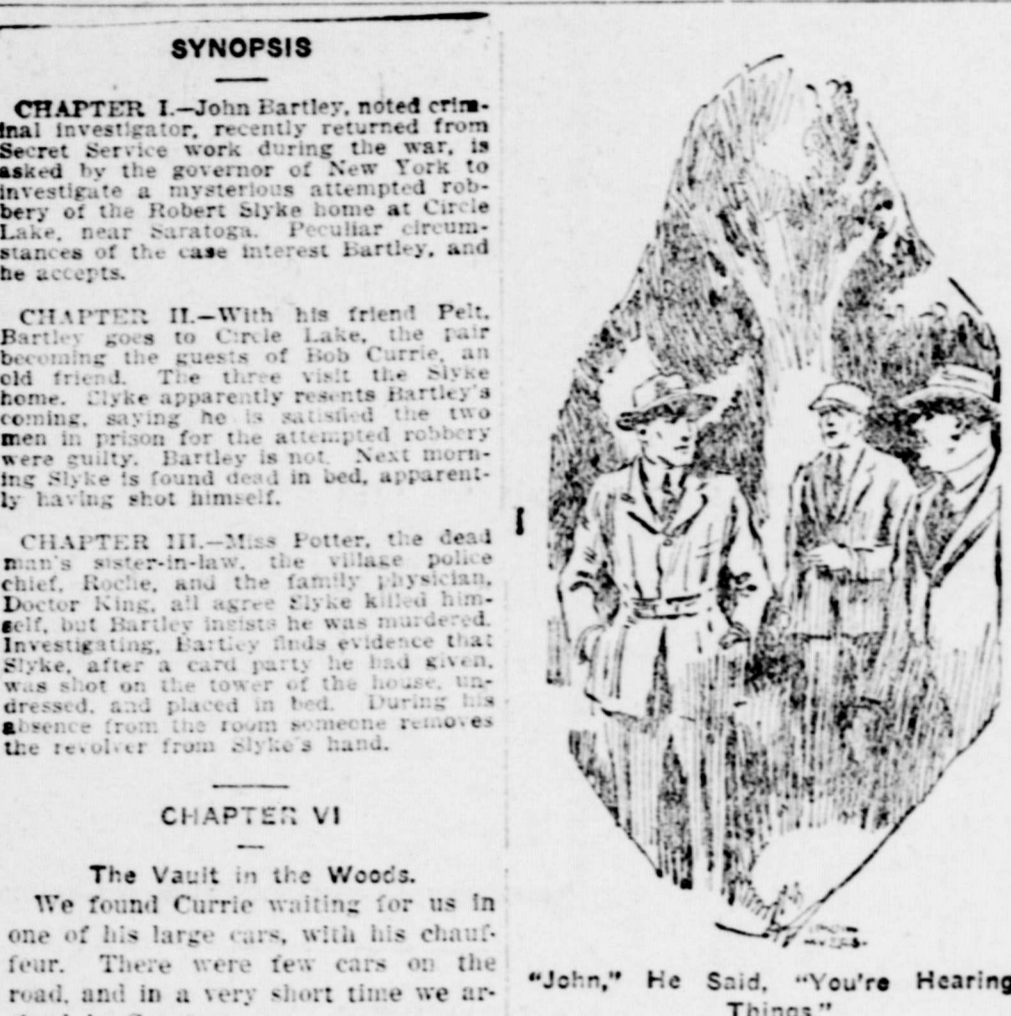 SYNOPSIS
CHAPTER I.—John Bartley, noted crim-
inal investigator, recently returned from
Secret Service work during the war, is
asked by the governor of New York to
investigate a mysterious attempted rob-
bery of the Robert Slyke home at Circle
Lake, near Saratoga. Peculiar circum-
stances of the case interest Bartley, and
he accepts.
CHAPTER II.—With his friend Pelt,
Bartley goes to Circle Lake, the pair
becoming the guests of Bob Currie, an
old friend. The three visit the Slyke
home. Slyke apparently resents Bartley's
coming, saying he is satisfied the two
men in prison for the attempted robbery
were guilty. Bartley is not. Next morn-
ing Slyke is found dead in bed, apparent-
ly having shot himself.
CHAPTER III.—Miss Potter, the dead
man's sister-in-law, the village police
chief, Roche, and the family physician,
Doctor King, all agree Slyke killed him-
self, but Bartley insists he was murdered.
Investigating, Bartley finds evidence that
Slyke, after a card party he had given,
was shot on the tower of the house, un-
dressed, and placed in bed. During his
absence from the room someone removes
the revolver from Slyke's hand.
CHAPTER VI
The Vault in the Woods.
We found Currie waiting for us in
one of his large cars, with his chauf-
feur. There were few cars on the
road, and in a very short time we ar-
"John," He Said, "You're Hearing
Things"